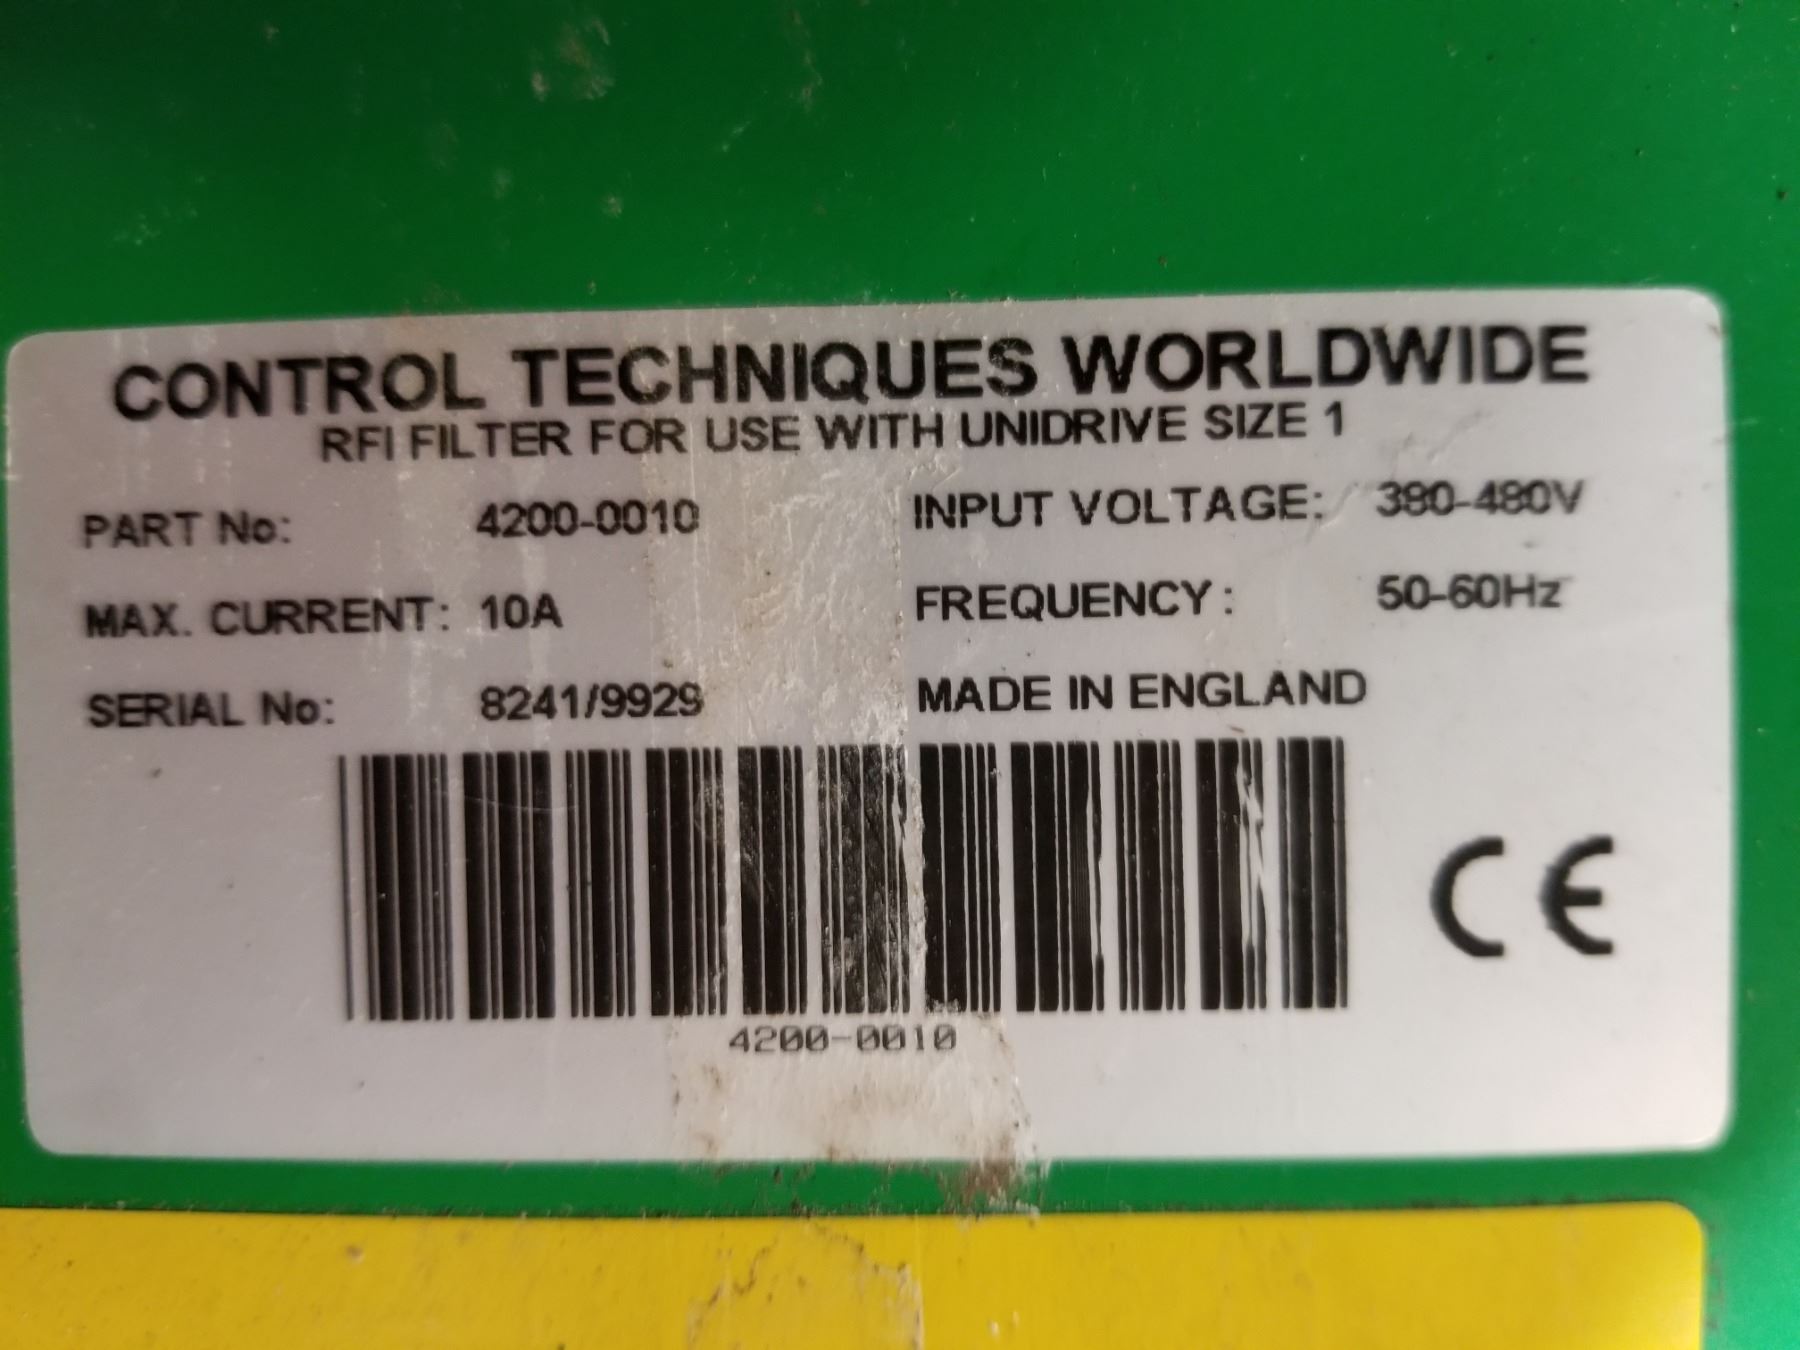 CONTROL TECHNIQUES WORLDWIDE
RFI FILTER FOR USE WITH UNIDRIVE SIZE 1
PART No: 4200-0010 INPUT VOLTAGE: 380-480V
MAX. CURRENT: 10A FREQUENCY: 50-60Hz
SERIAL No: 8241/9929 MADE IN ENGLAND
4200-0010
CE